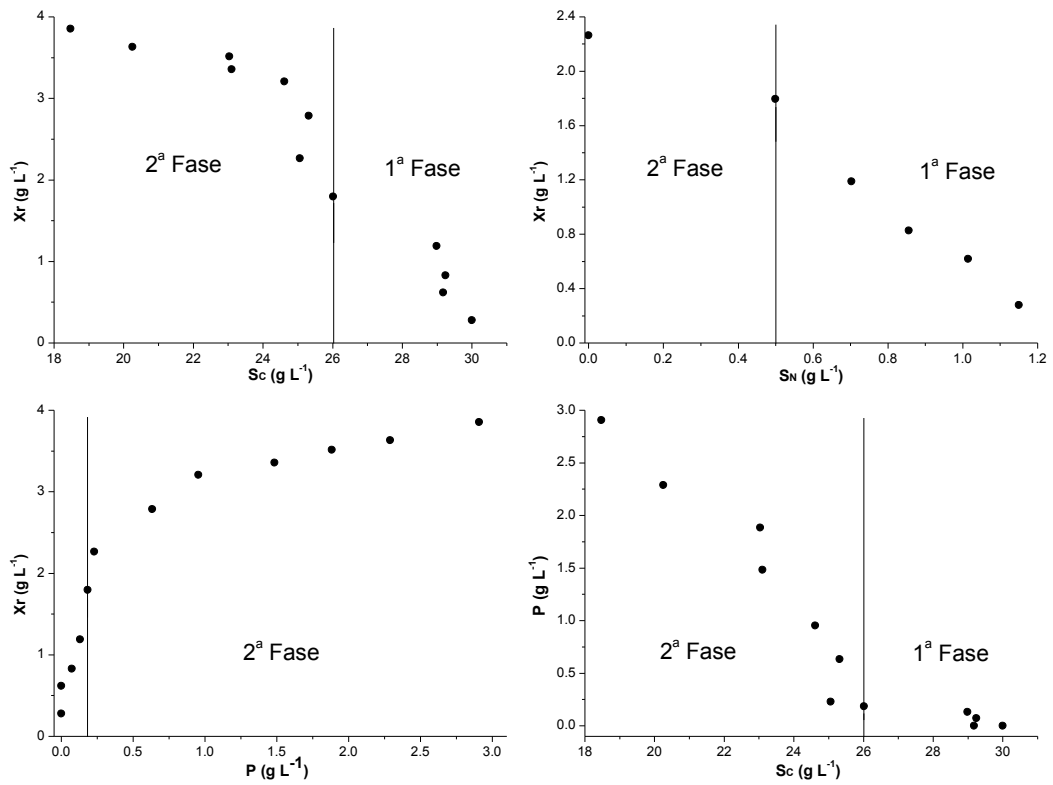 4
3
2
1
0
Xr (g L⁻¹)
2ª Fase
1ª Fase
18 20 22 24 26 28 30
Sc (g L⁻¹)
2.4
2.0
1.6
1.2
0.8
0.4
0.0
Xr (g L⁻¹)
2ª Fase
1ª Fase
0.0 0.2 0.4 0.6 0.8 1.0 1.2
SN (g L⁻¹)
4
3
2
1
0
Xr (g L⁻¹)
2ª Fase
0.0 0.5 1.0 1.5 2.0 2.5 3.0
P (g L⁻¹)
3.0
2.5
2.0
1.5
1.0
0.5
0.0
P (g L⁻¹)
2ª Fase
1ª Fase
18 20 22 24 26 28 30
Sc (g L⁻¹)